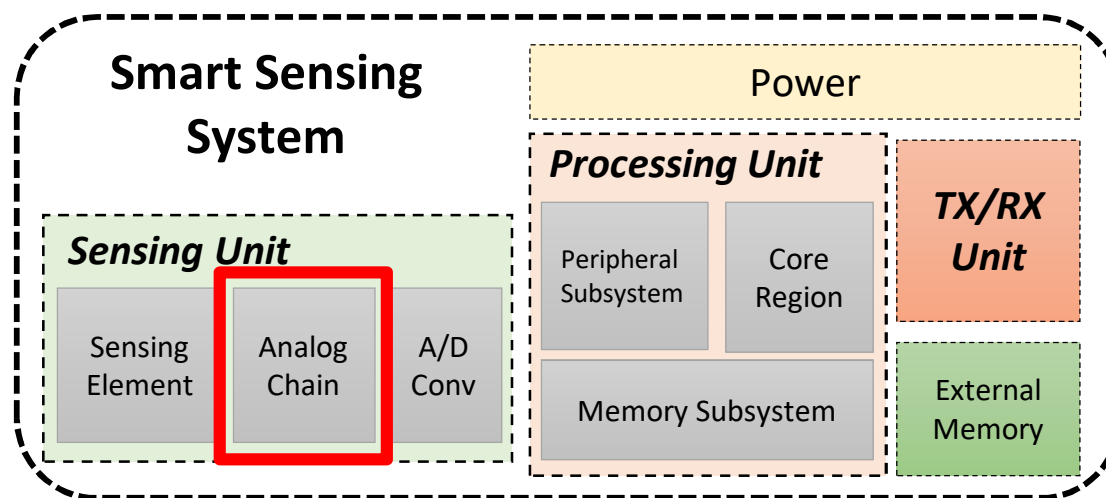 Smart Sensing
System
Power
Processing Unit
Peripheral
Subsystem
Core
Region
Memory Subsystem
TX/RX
Unit
External
Memory
Sensing Unit
Sensing
Element
Analog
Chain
A/D
Conv